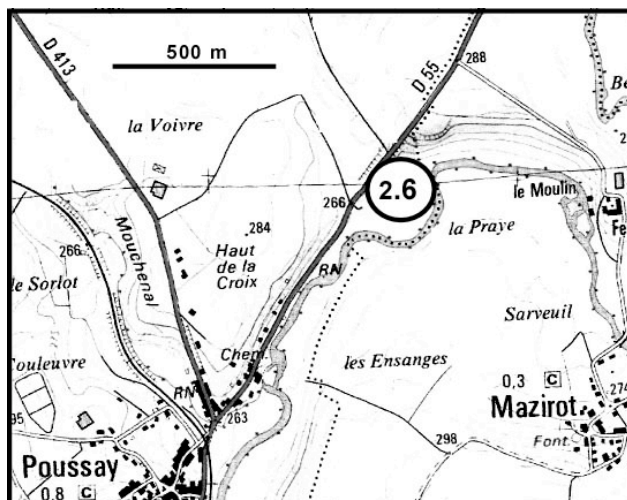 500 m
D 413
D 55
288
la Voivre
2.6
266
le Moulin
284
la Praye
Fe
Mouchenal
266
Haut
de la
Croix
RN
le Sorlot
Sarveuil
les Ensanges
Chem
0,3 C
274
Couleuvre
RN
Mazirot
95
263
298
Font.
Poussay
0.8 C